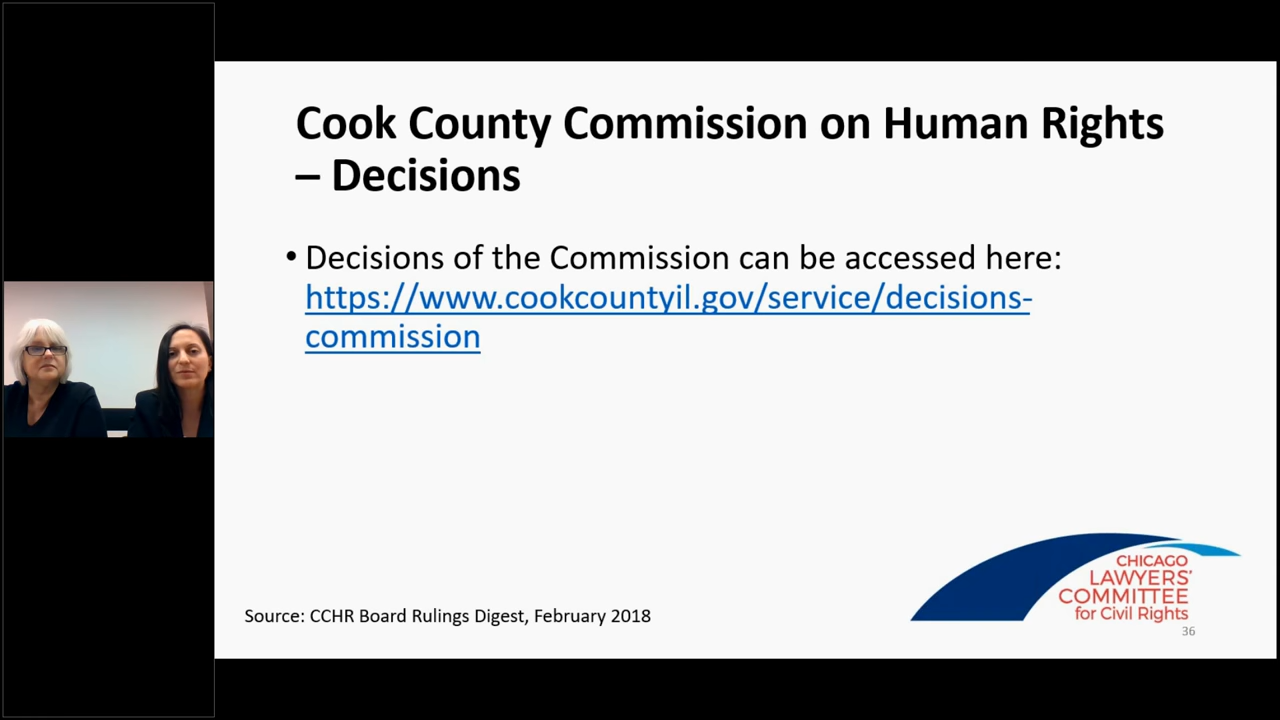 Cook County Commission on Human Rights
– Decisions
• Decisions of the Commission can be accessed here:
https://www.cookcountyil.gov/service/decisions-
commission
Source: CCHR Board Rulings Digest, February 2018
CHICAGO
LAWYERS'
COMMITTEE
for Civil Rights
36